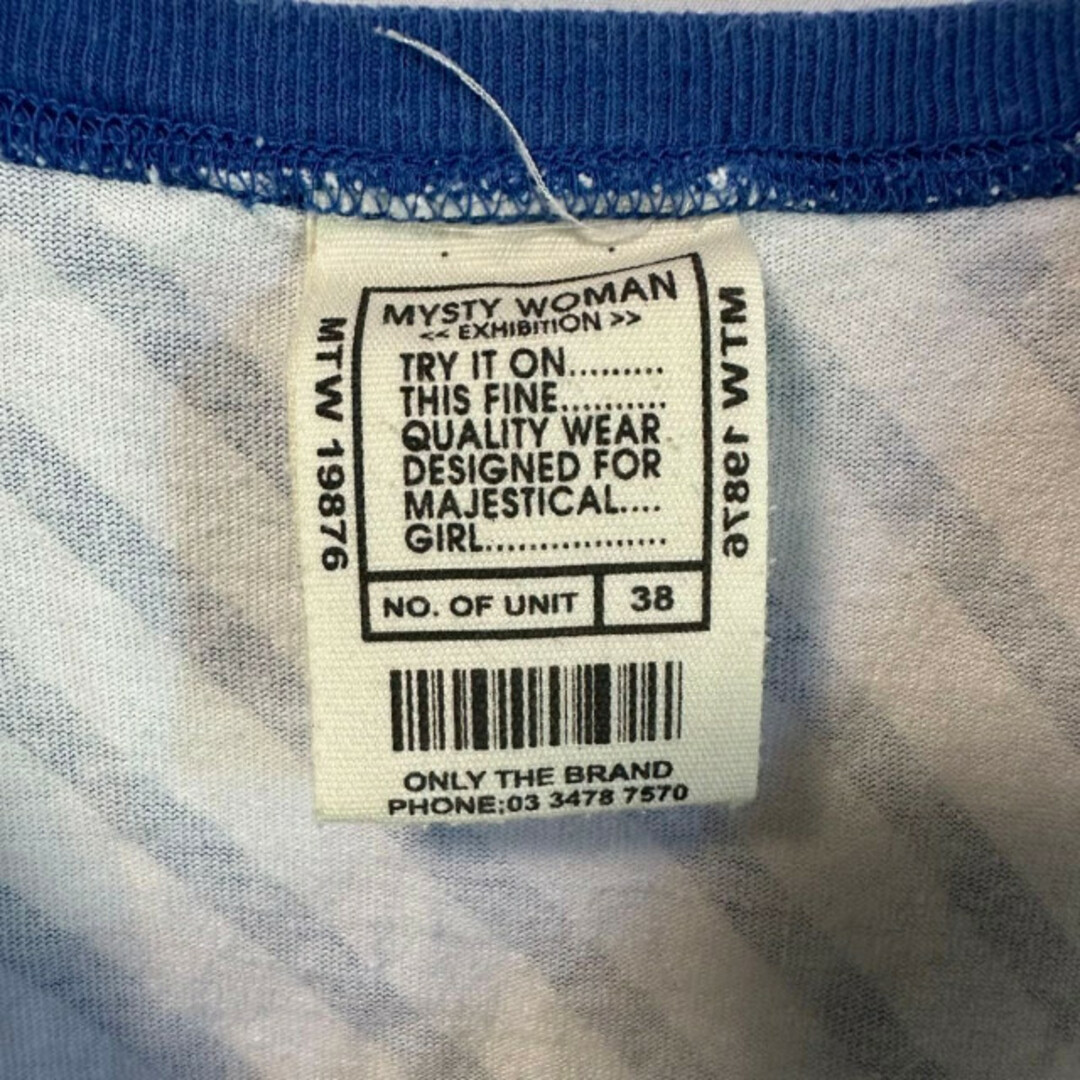 MYSTY WOMAN
<< EXHIBITION >>
TRY IT ON.........
THIS FINE..........
QUALITY WEAR
DESIGNED FOR
MAJESTICAL....
GIRL.................
NO. OF UNIT 38
ONLY THE BRAND
PHONE;03 3478 7570
MTW 19876
MTW 19876